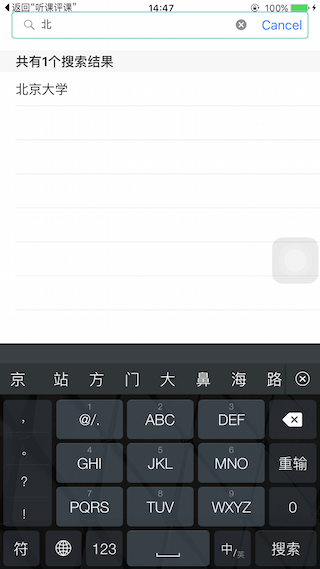 返回“听课评课” 14:47 100%
北 Cancel
共有1个搜索结果
北京大学
京 站 方 门 大 鼻 海 路
， 1 @/. 2 ABC 3 DEF
。 4 GHI 5 JKL 6 MNO 重输
？
！ 7 PQRS 8 TUV 9 WXYZ 0
符 123 中/英 搜索